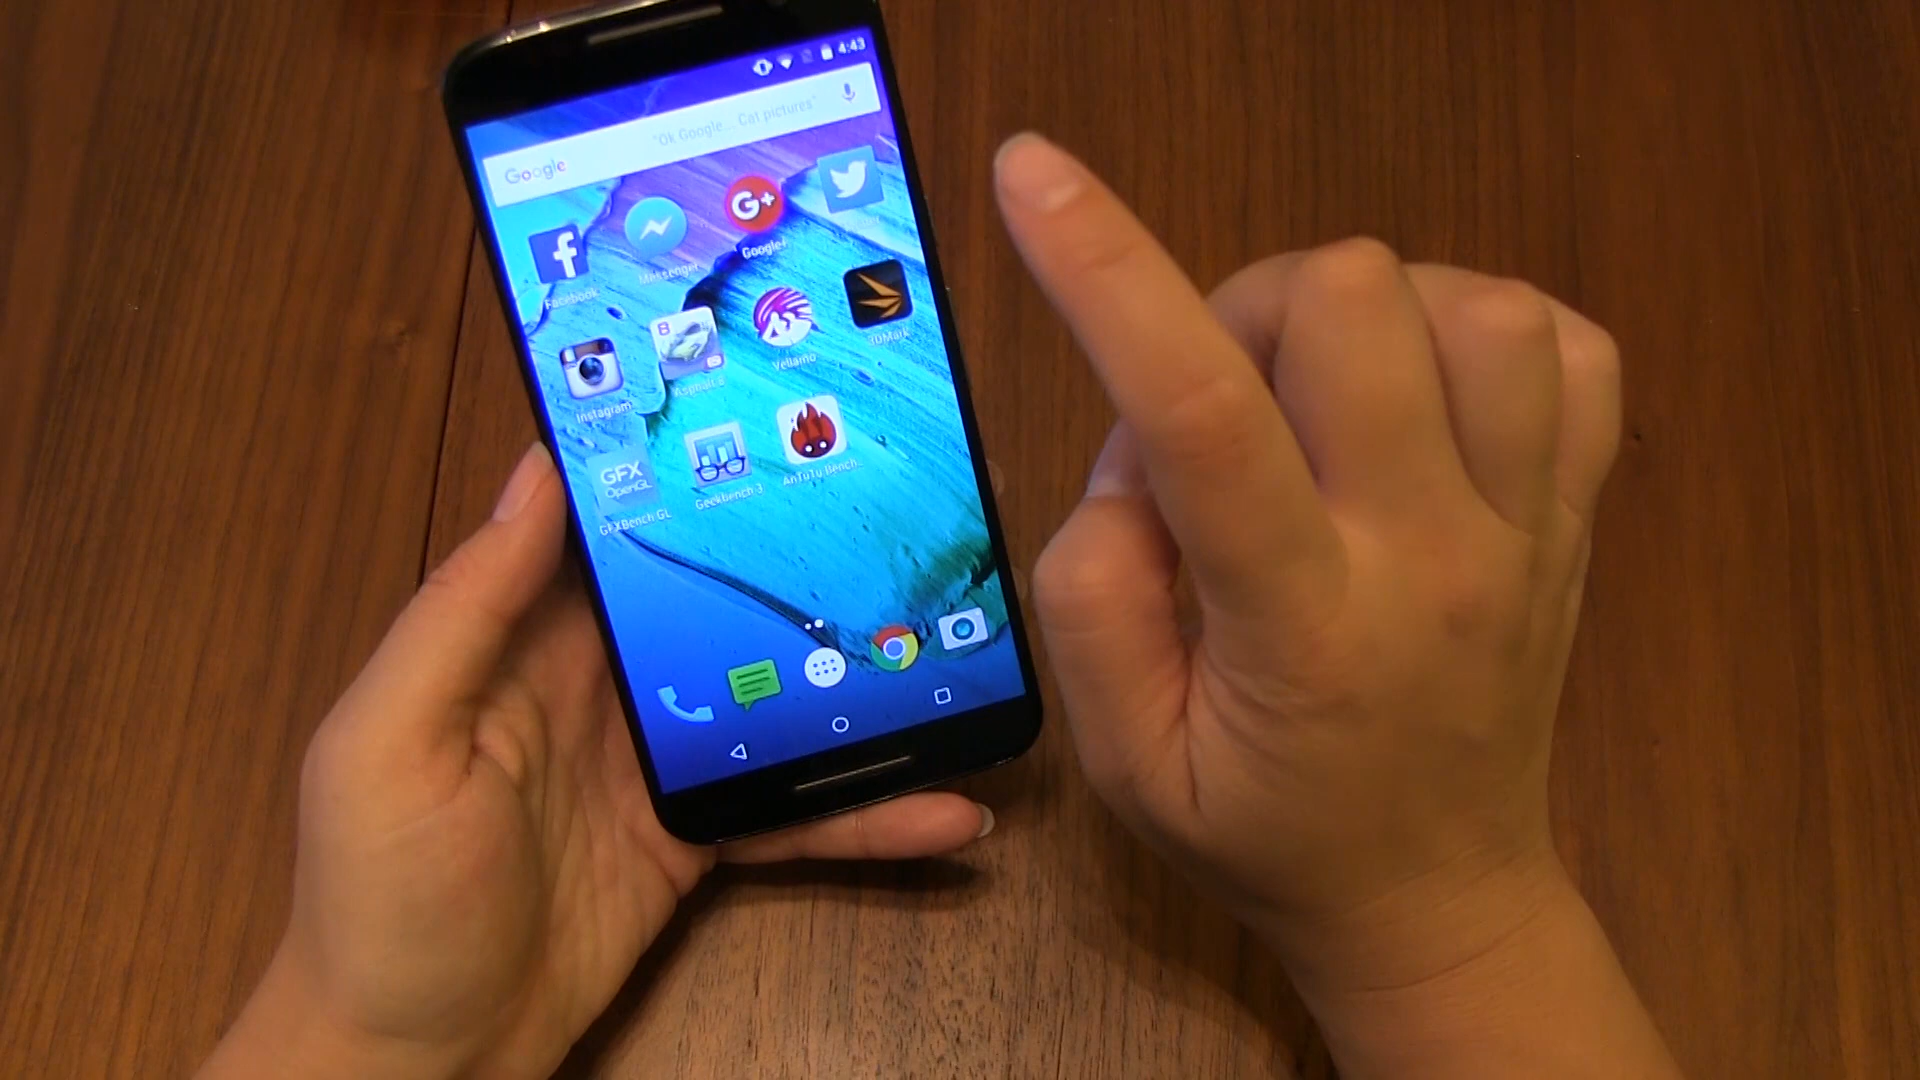 4:43
Google
"Ok Google... Cat pictures"
Facebook
Messenger
G+
Google+
Instagram
8
Asphalt 8
Vellamo
3DMark
GFX
OpenGL
GFXBench GL
Geekbench 3
AnTuTu Bench...